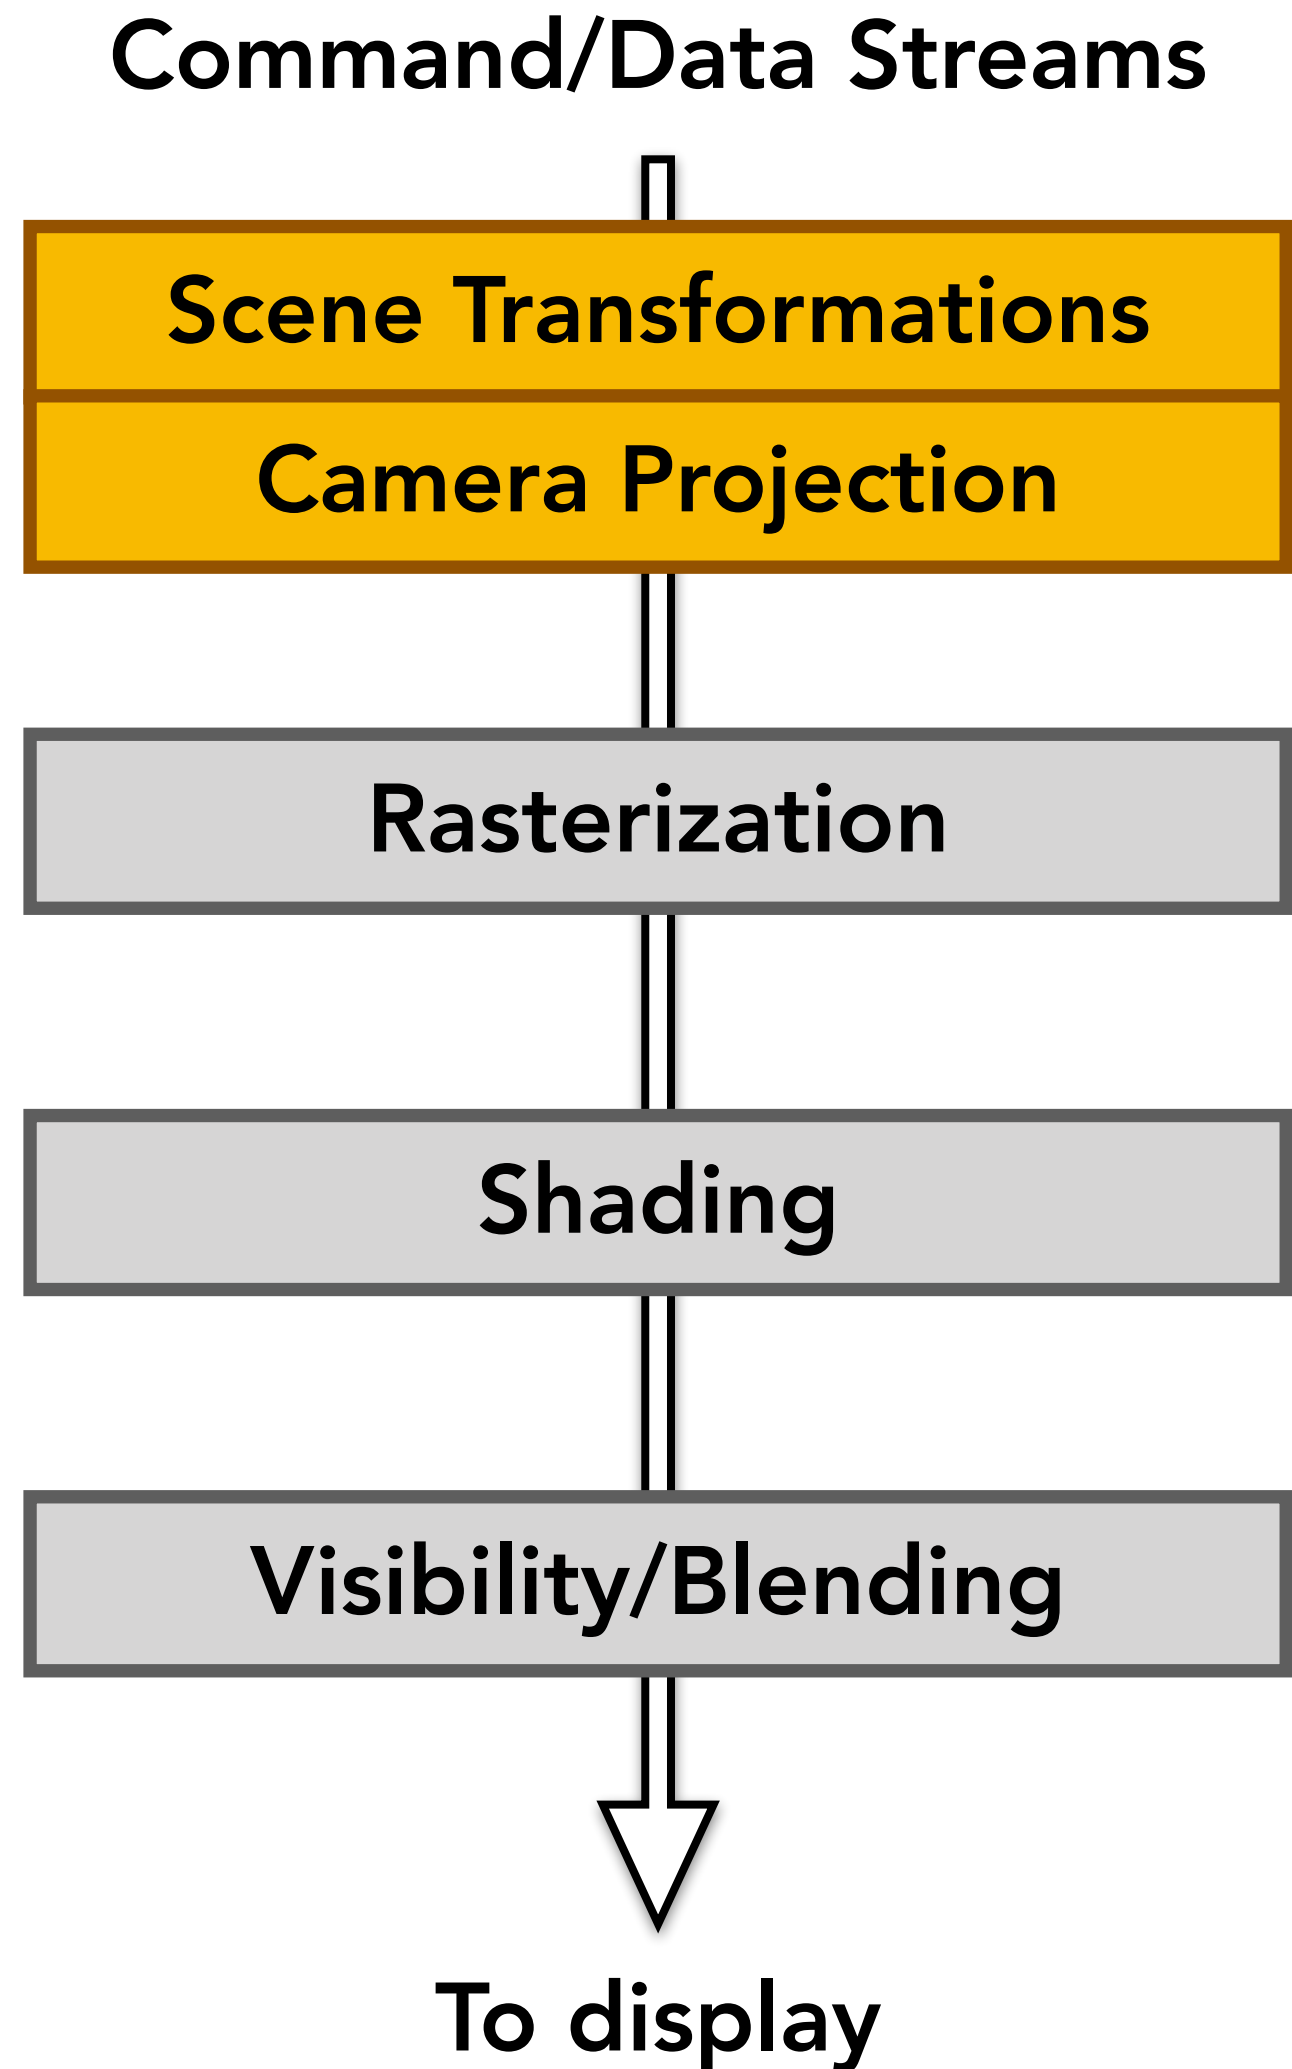 Command/Data Streams
Scene Transformations
Camera Projection
Rasterization
Shading
Visibility/Blending
To display